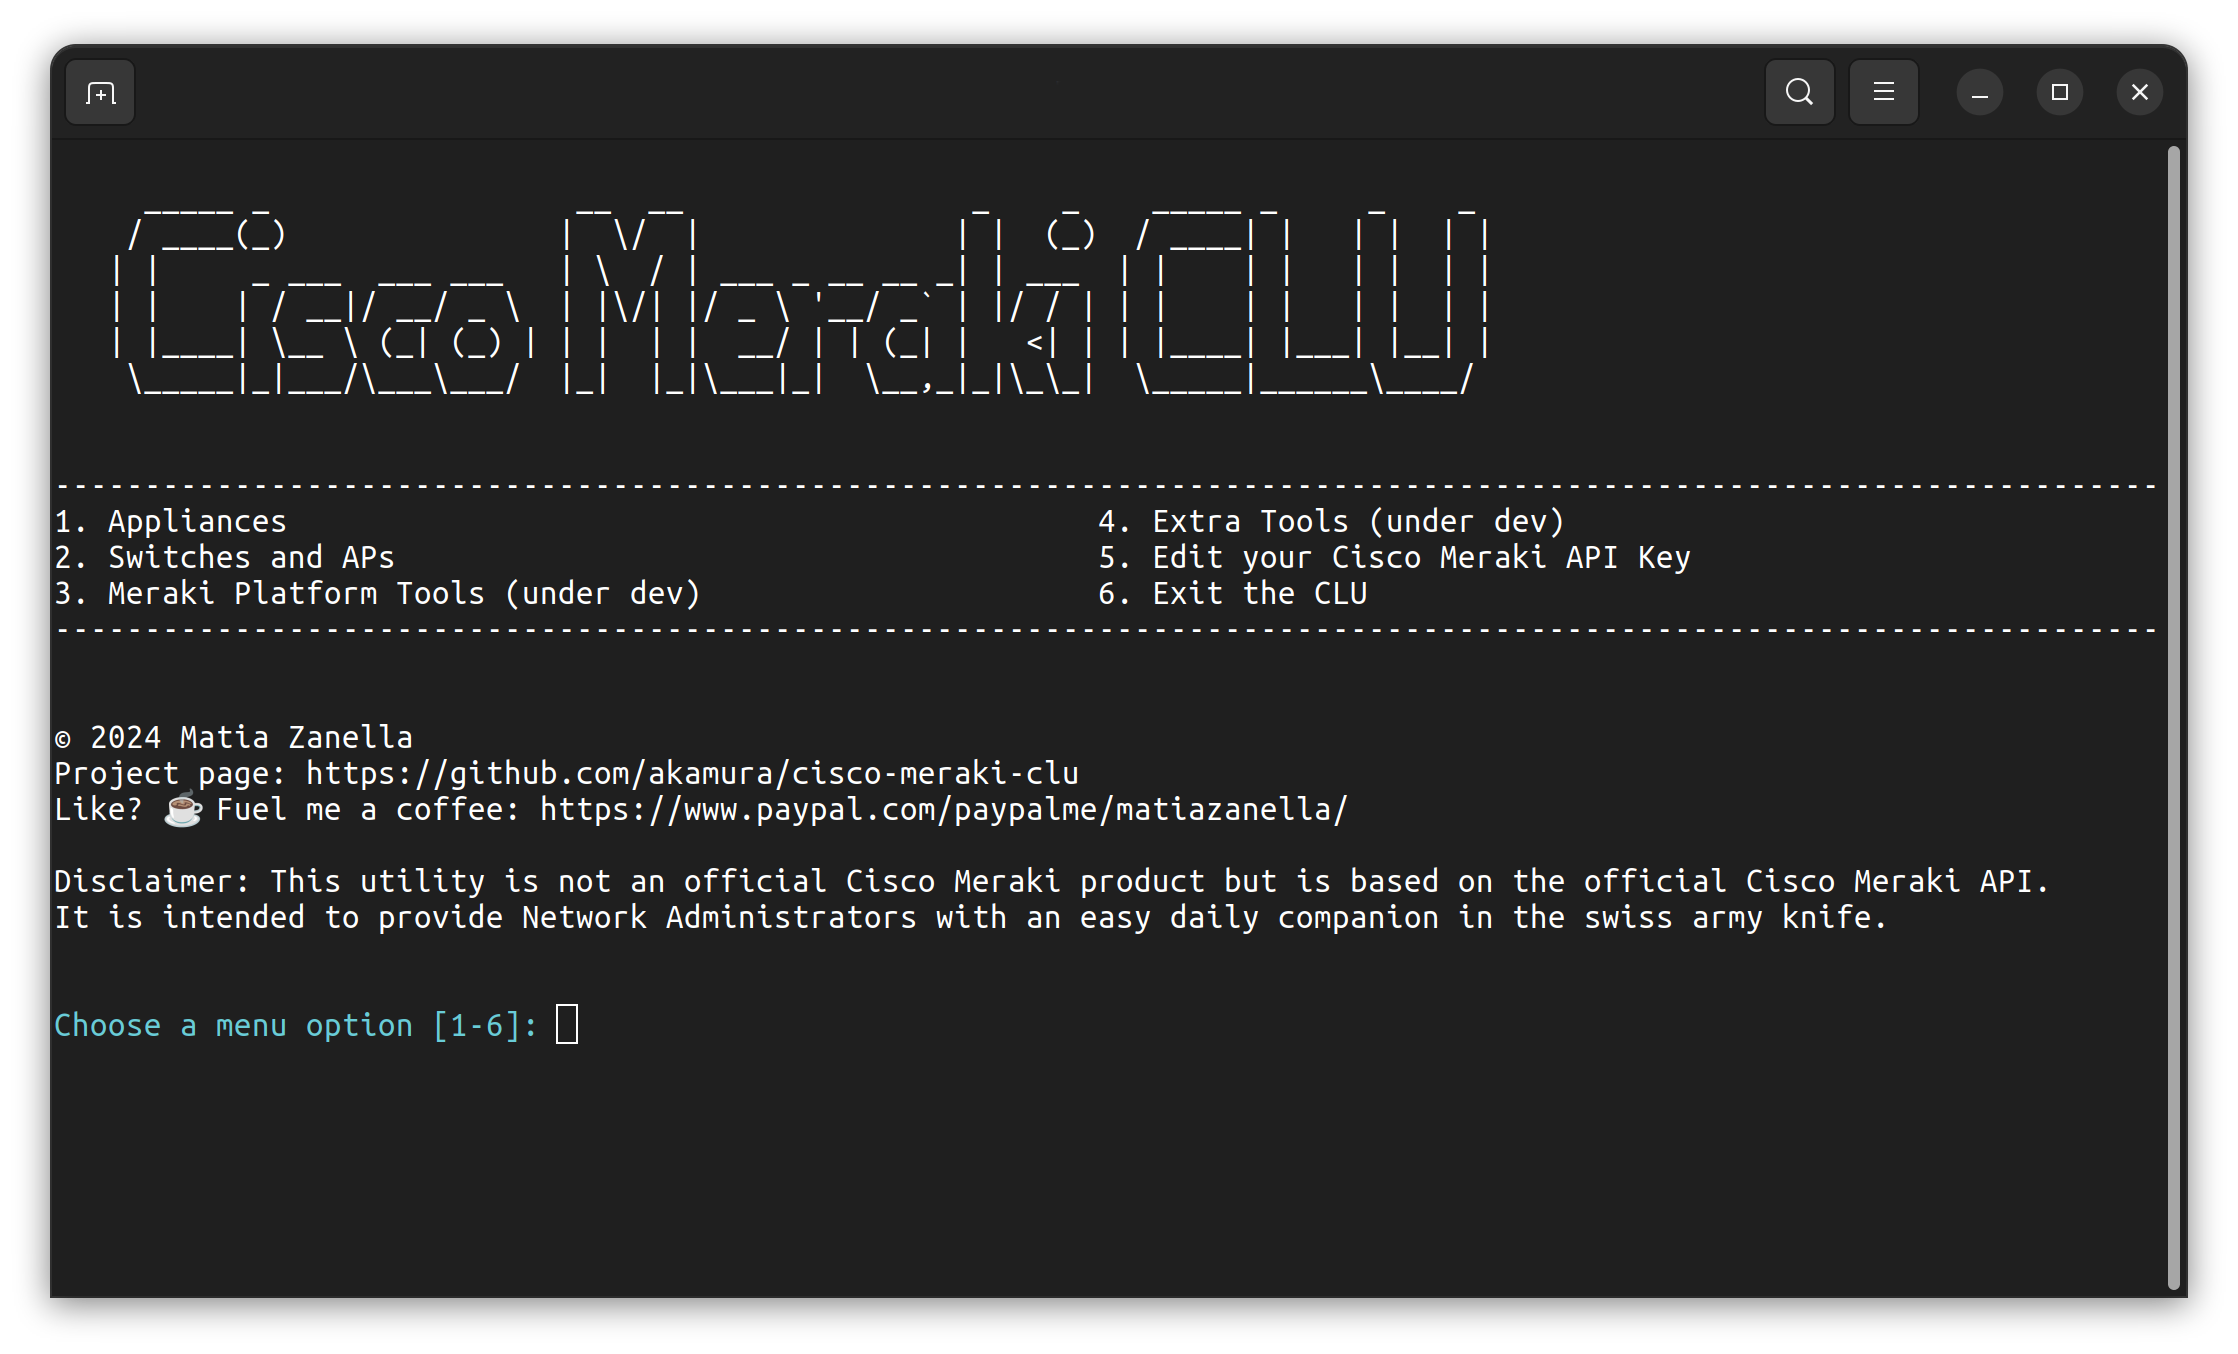 Cisco Meraki CLU
1. Appliances 4. Extra Tools (under dev)
2. Switches and APs 5. Edit your Cisco Meraki API Key
3. Meraki Platform Tools (under dev) 6. Exit the CLU
© 2024 Matia Zanella
Project page: https://github.com/akamura/cisco-meraki-clu
Like? ☕ Fuel me a coffee: https://www.paypal.com/paypalme/matiazanella/
Disclaimer: This utility is not an official Cisco Meraki product but is based on the official Cisco Meraki API.
It is intended to provide Network Administrators with an easy daily companion in the swiss army knife.
Choose a menu option [1-6]: